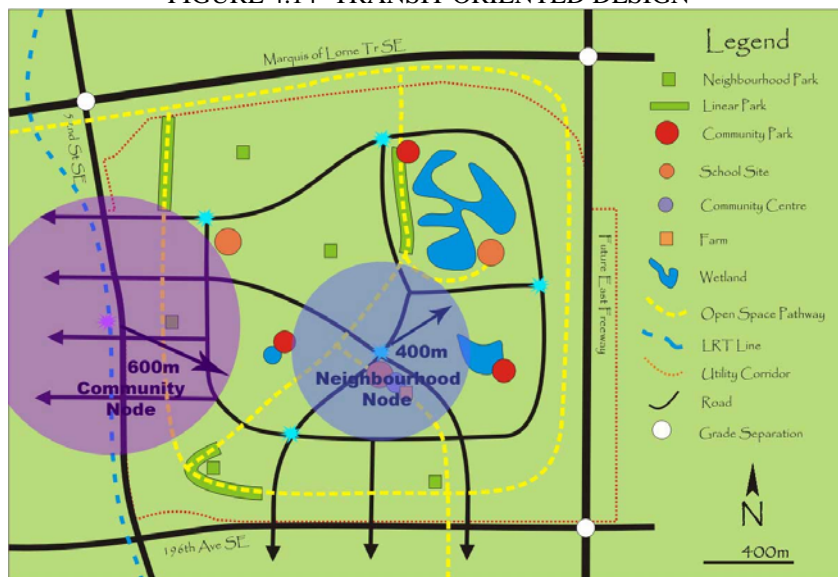 FIGURE 4.14 TRANSIT ORIENTED DESIGN
Marquis of Lorne Tr SE
52nd St SE
600m
Community
Node
400m
Neighbourhood
Node
Future East Freeway
196th Ave SE
Legend
Neighbourhood Park
Linear Park
Community Park
School Site
Community Centre
Farm
Wetland
Open Space Pathway
LRT Line
Utility Corridor
Road
Grade Separation
N
400m